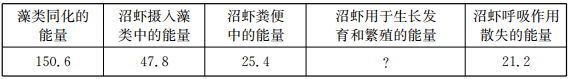 藻类同化的能量 沼虾摄入藻类中的能量 沼虾粪便中的能量 沼虾用于生长发育和繁殖的能量 沼虾呼吸作用散失的能量
150.6 47.8 25.4 ? 21.2